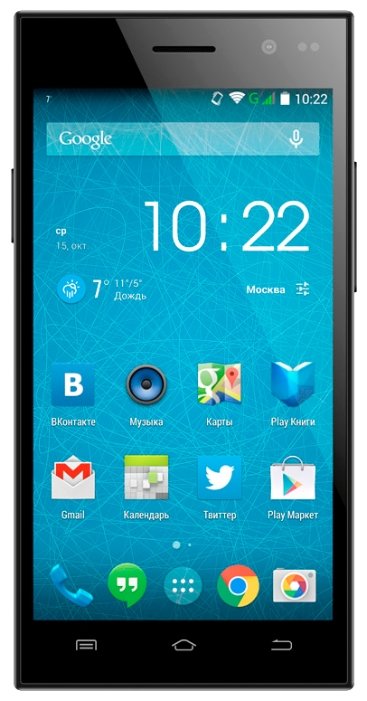 7° G 10:22
Google
10:22
ср
15, окт
7° 11°/5°
Дождь
Москва
B ВКонтакте Музыка Карты Play Книги
Gmail Календарь Твиттер Play Маркет